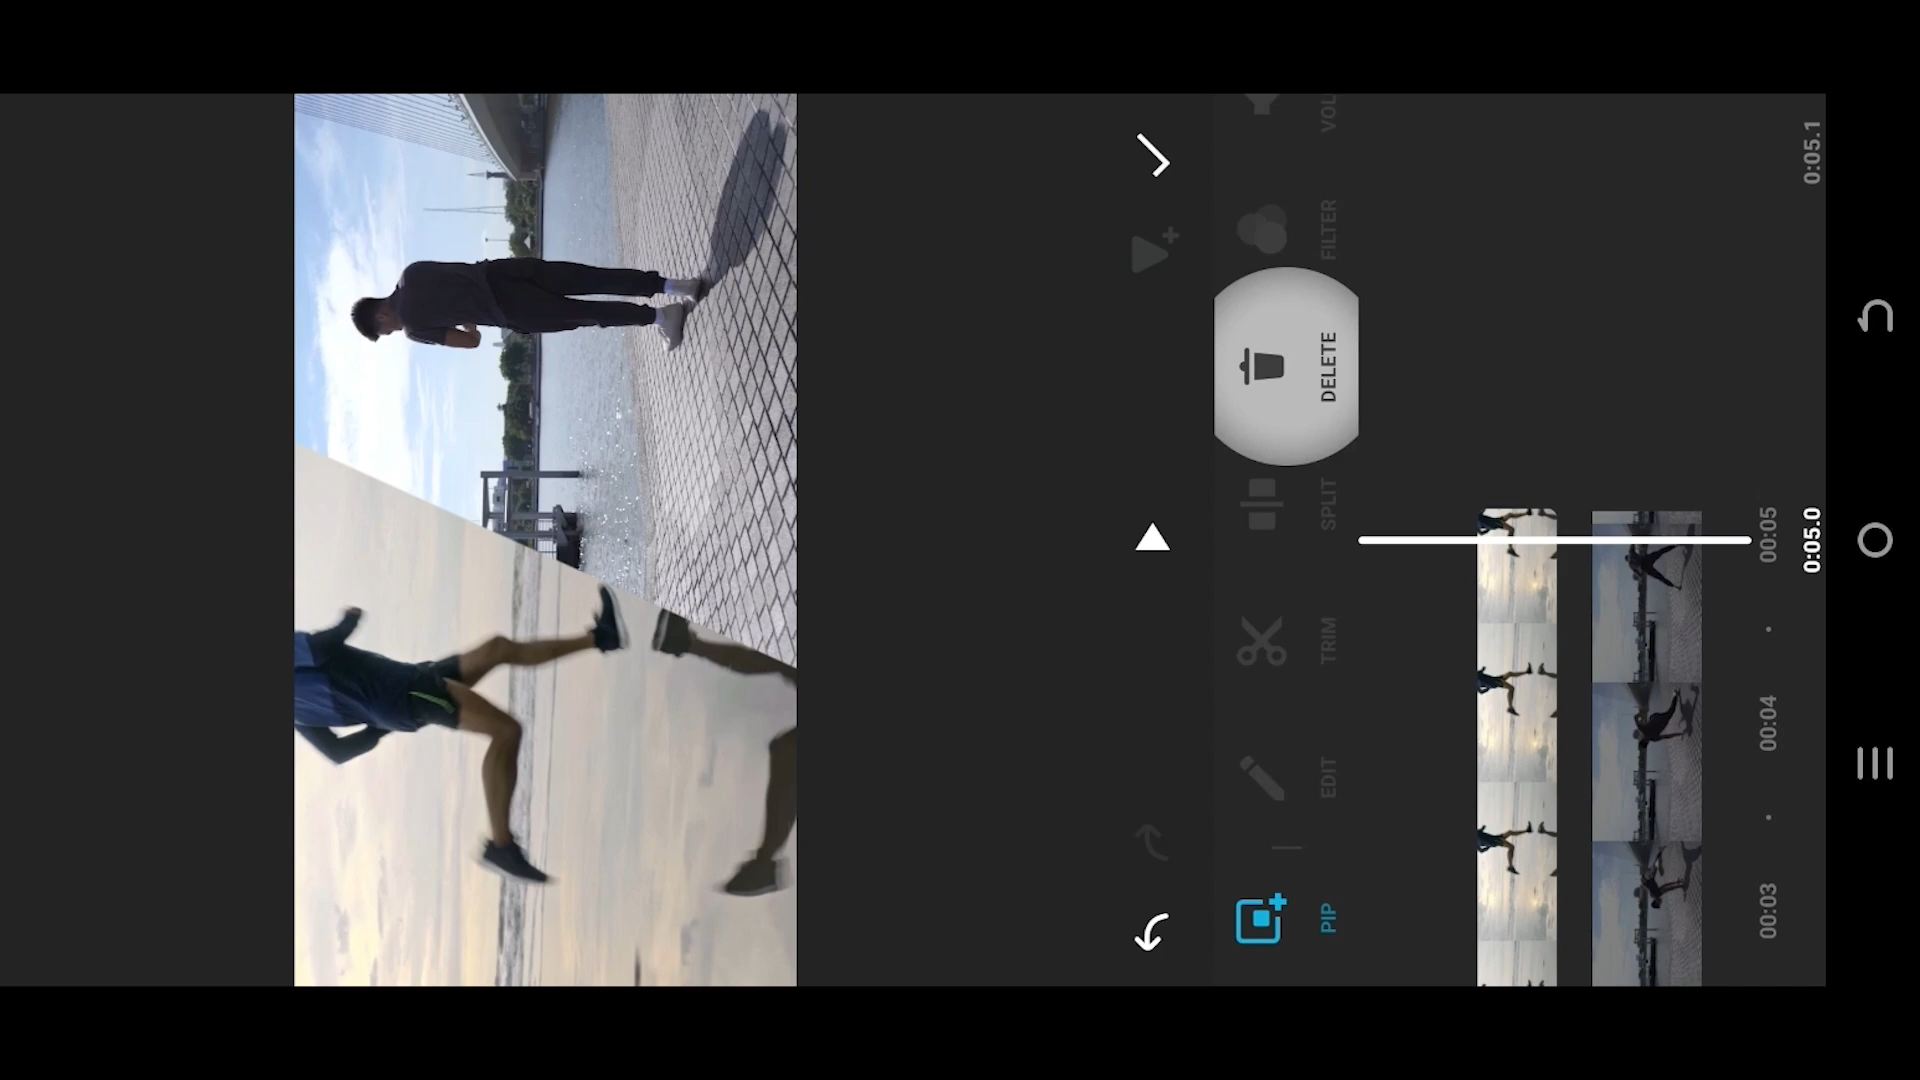 PIP EDIT TRIM SPLIT DELETE FILTER VOL
00:03 · 00:04 · 00:05
0:05.0 0:05.1